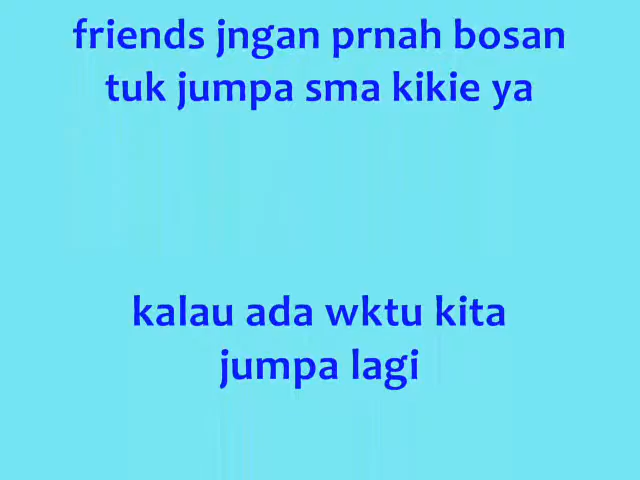 friends jngan prnah bosan
tuk jumpa sma kikie ya
kalau ada wktu kita
jumpa lagi